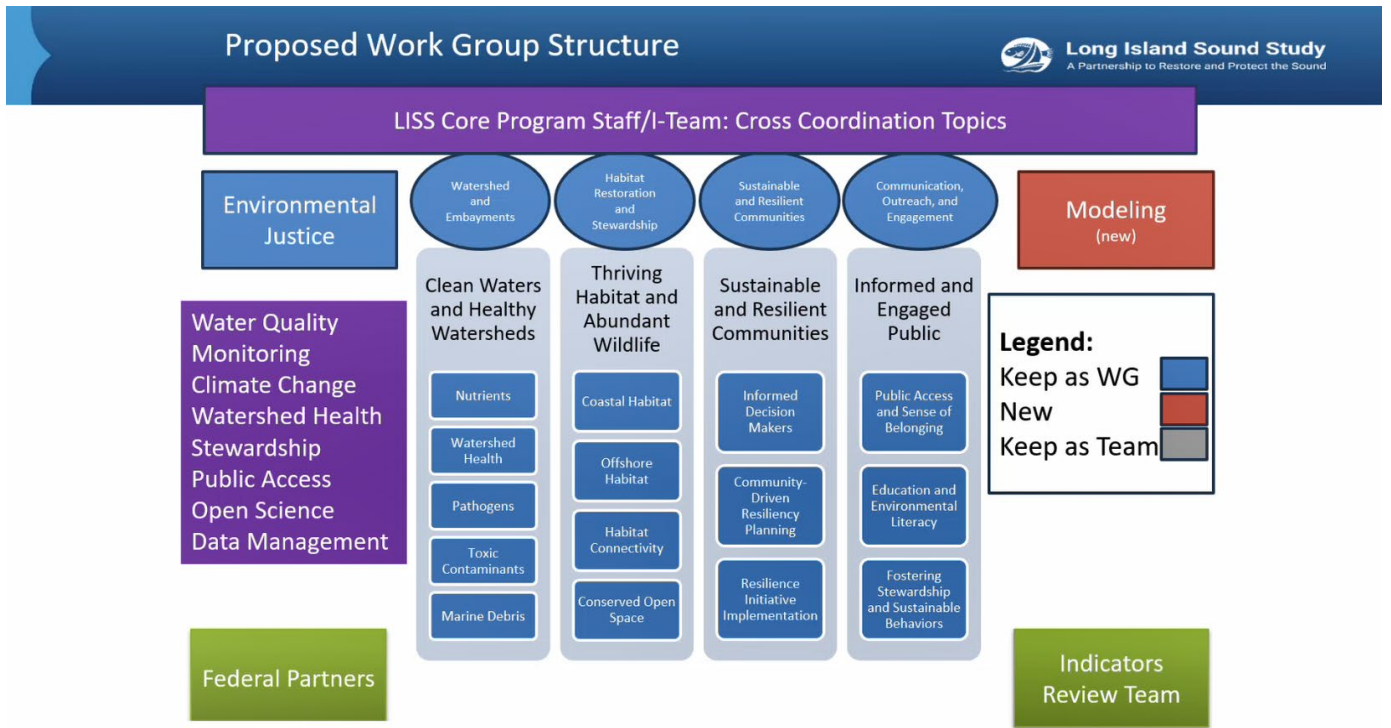 Proposed Work Group Structure
Long Island Sound Study
A Partnership to Restore and Protect the Sound
LISS Core Program Staff/I-Team: Cross Coordination Topics
Environmental
Justice
Watershed
and
Embayments
Habitat
Restoration
and
Stewardship
Sustainable
and Resilient
Communities
Communication,
Outreach, and
Engagement
Modeling
(new)
Water Quality
Monitoring
Climate Change
Watershed Health
Stewardship
Public Access
Open Science
Data Management
Clean Waters
and Healthy
Watersheds
Nutrients
Watershed
Health
Pathogens
Toxic
Contaminants
Marine Debris
Thriving
Habitat and
Abundant
Wildlife
Coastal Habitat
Offshore
Habitat
Habitat
Connectivity
Conserved Open
Space
Sustainable
and Resilient
Communities
Informed
Decision
Makers
Community-
Driven
Resiliency
Planning
Resilience
Initiative
Implementation
Informed and
Engaged
Public
Public Access
and Sense of
Belonging
Education and
Environmental
Literacy
Fostering
Stewardship
and Sustainable
Behaviors
Legend:
Keep as WG
New
Keep as Team
Federal Partners
Indicators
Review Team